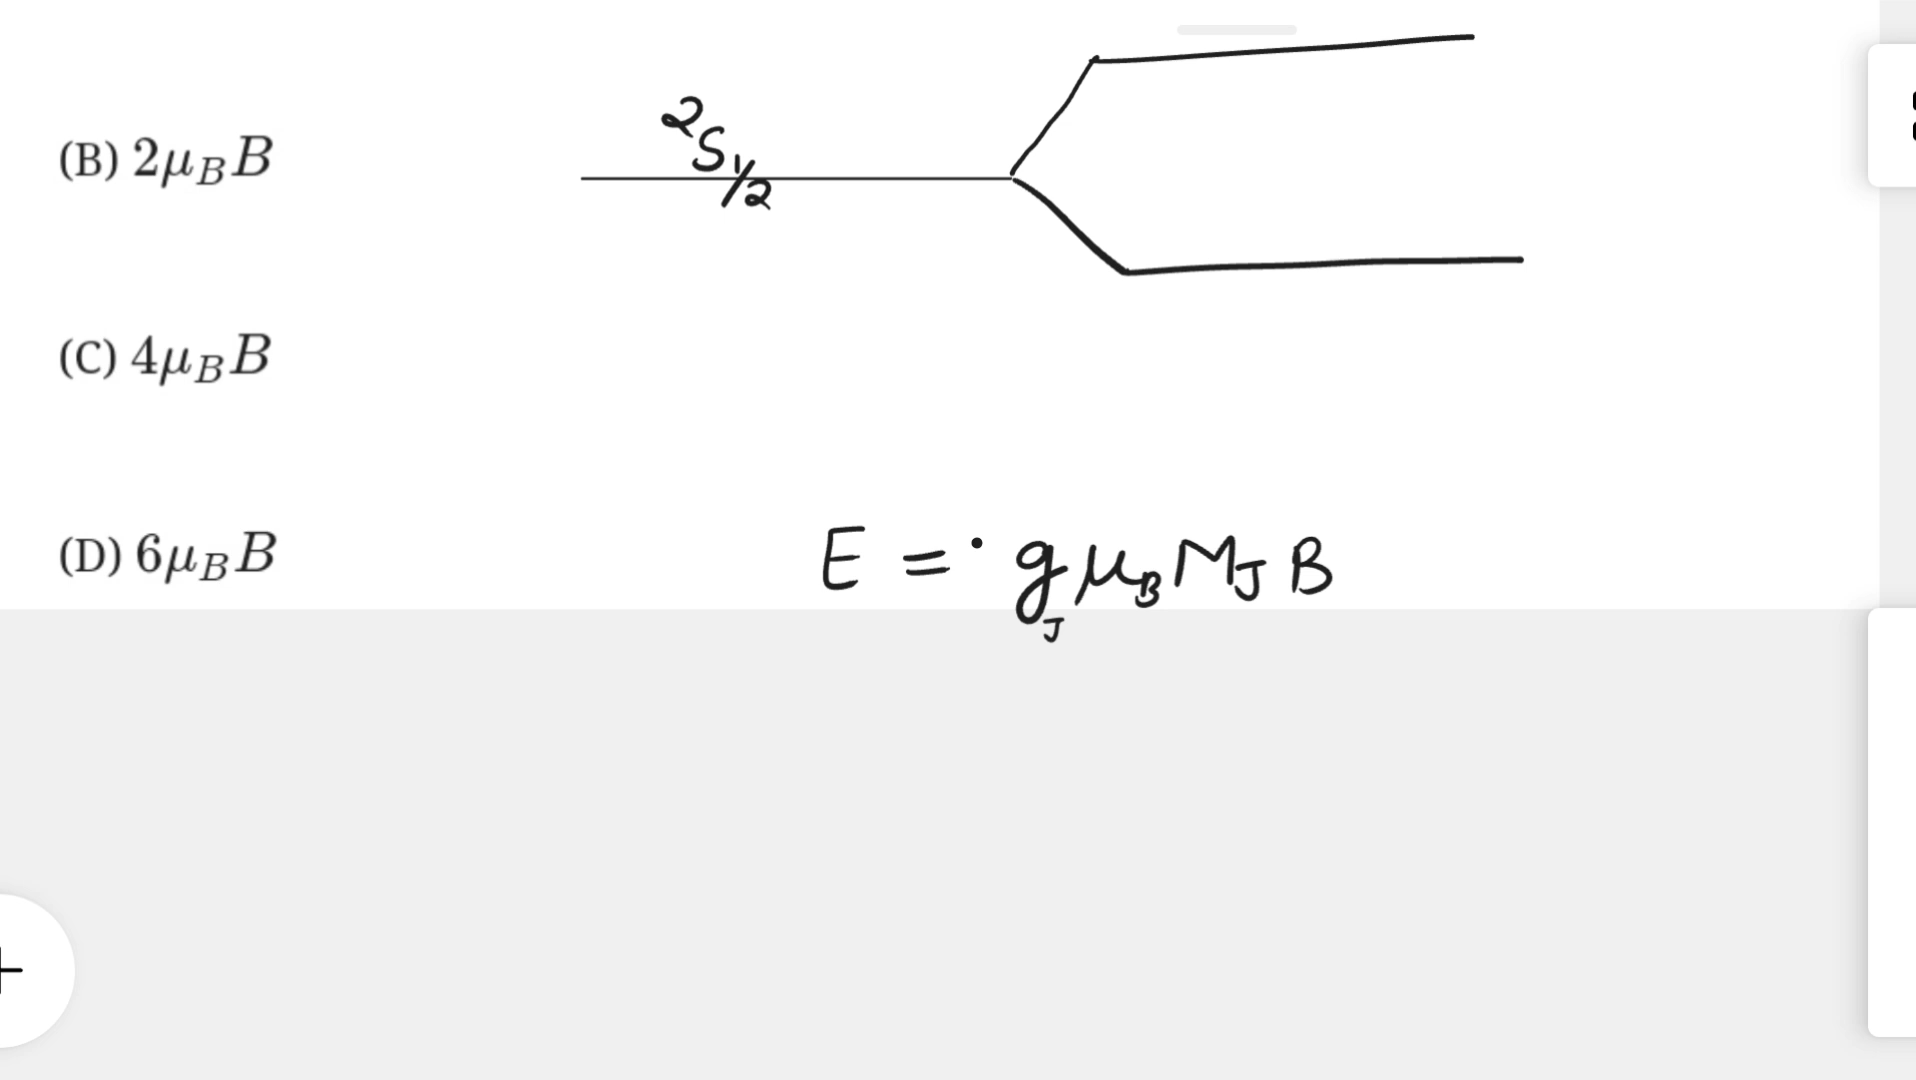 (B) 2μ_B B
²S₁/₂
(C) 4μ_B B
(D) 6μ_B B
E = · g_J μ_B M_J B